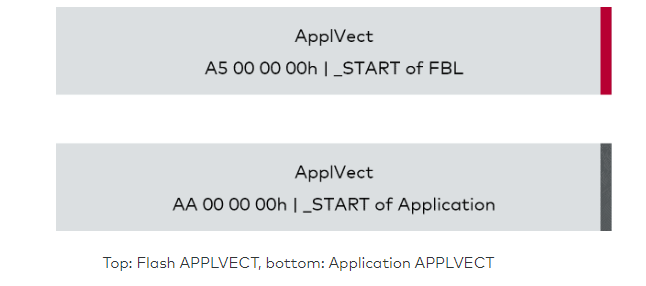 ApplVect
A5 00 00 00h | _START of FBL
ApplVect
AA 00 00 00h | _START of Application
Top: Flash APPLVECT, bottom: Application APPLVECT